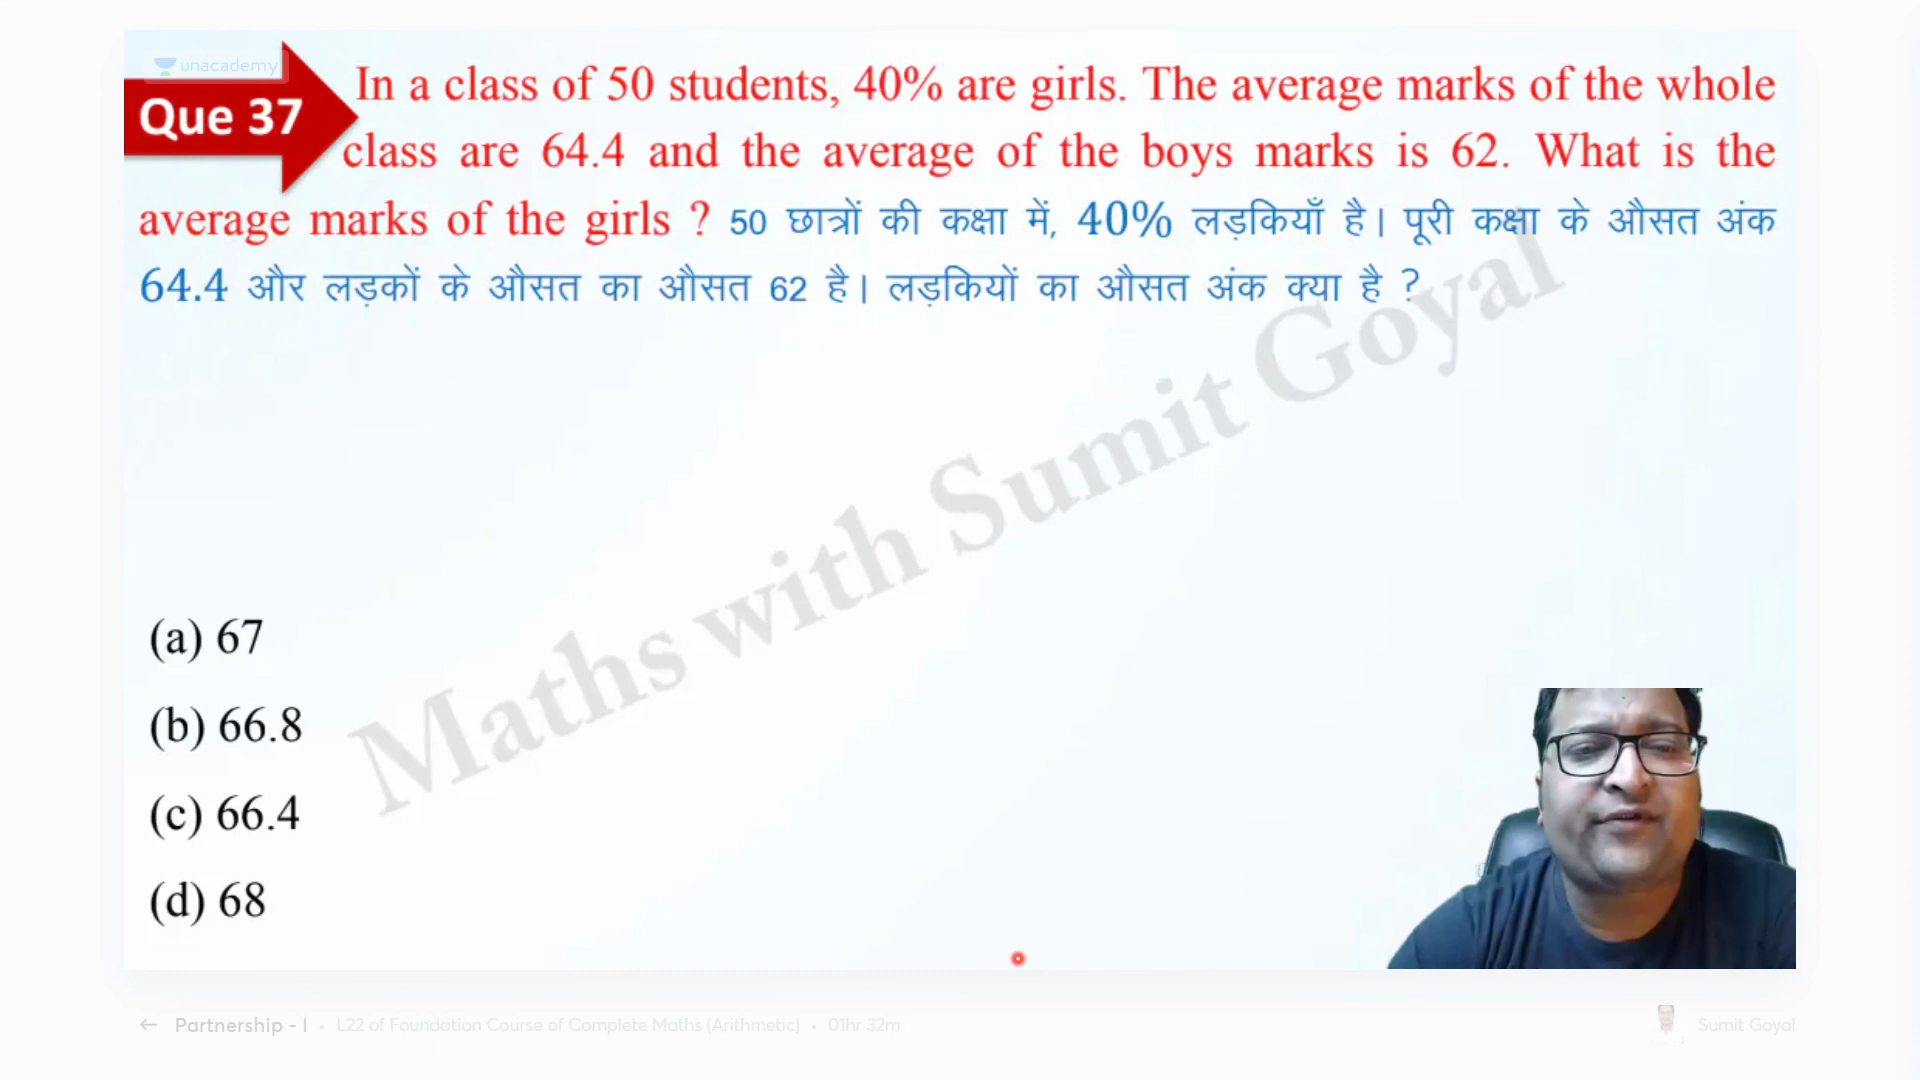 unacademy
Que 37
In a class of 50 students, 40% are girls. The average marks of the whole
class are 64.4 and the average of the boys marks is 62. What is the
average marks of the girls ? 50 छात्रों की कक्षा में, 40% लड़कियाँ है। पूरी कक्षा के औसत अंक
64.4 और लड़कों के औसत का औसत 62 है। लड़कियों का औसत अंक क्या है ?
Maths with Sumit Goyal
(a) 67
(b) 66.8
(c) 66.4
(d) 68
← Partnership - I • L22 of Foundation Course of Complete Maths (Arithmetic) • 01hr 32m
Sumit Goyal